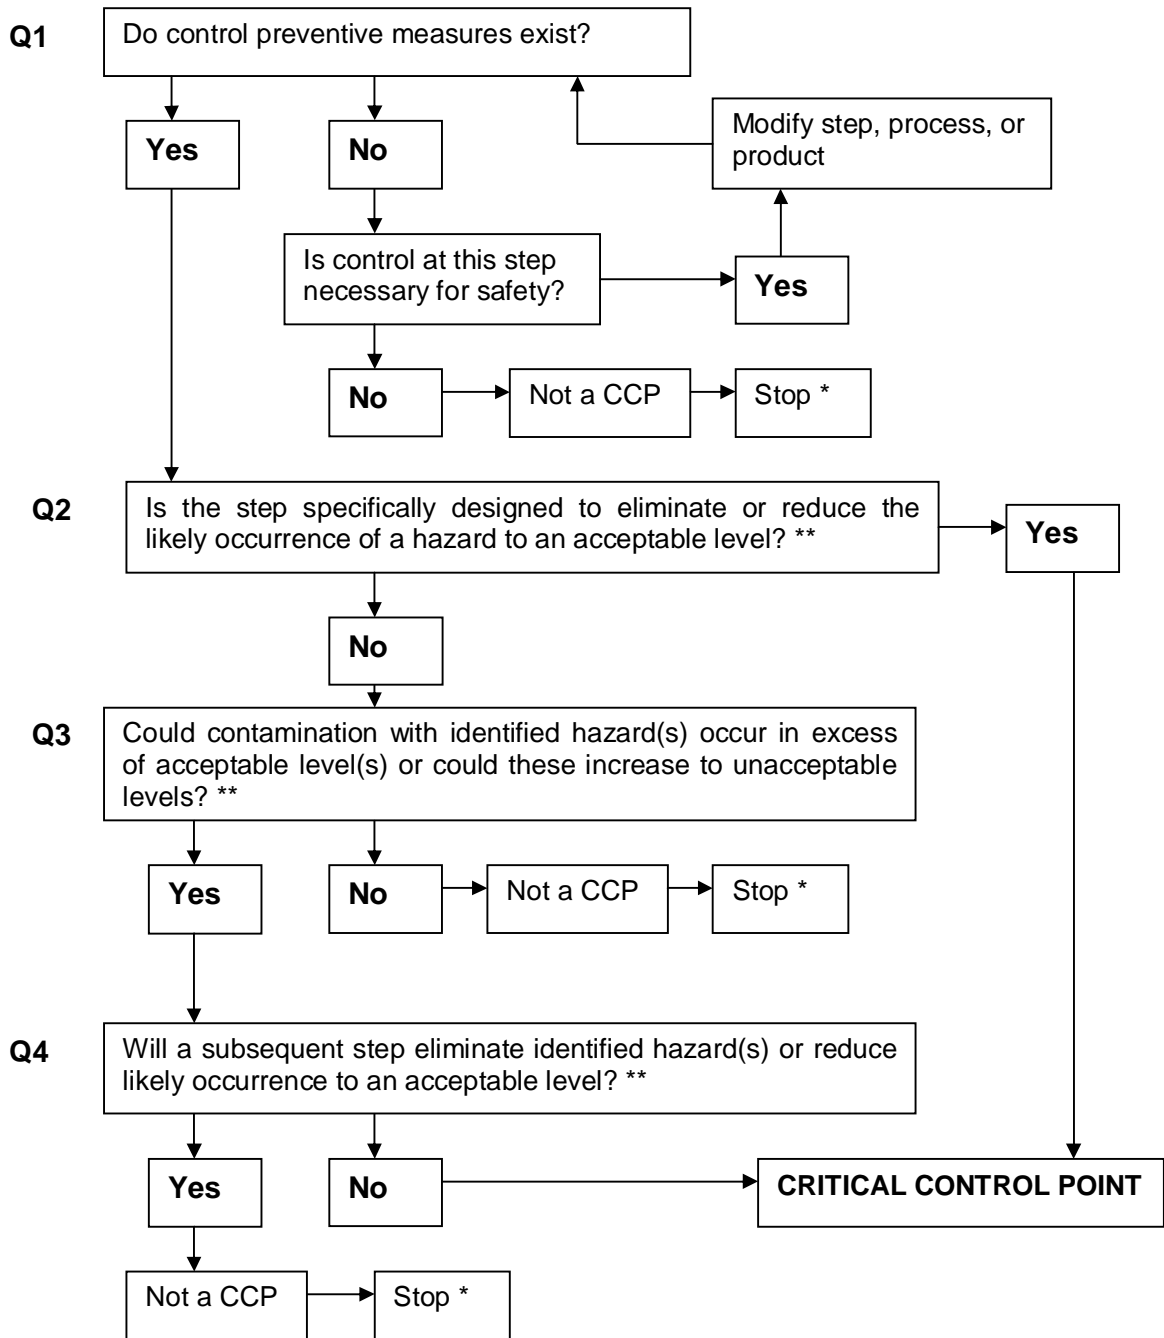 Q1
Do control preventive measures exist?
Modify step, process, or
product
Yes
No
Is control at this step
necessary for safety?
Yes
No
Not a CCP
Stop *
Q2
Is the step specifically designed to eliminate or reduce the
likely occurrence of a hazard to an acceptable level? **
Yes
No
Q3
Could contamination with identified hazard(s) occur in excess
of acceptable level(s) or could these increase to unacceptable
levels? **
Yes
No
Not a CCP
Stop *
Q4
Will a subsequent step eliminate identified hazard(s) or reduce
likely occurrence to an acceptable level? **
Yes
No
CRITICAL CONTROL POINT
Not a CCP
Stop *